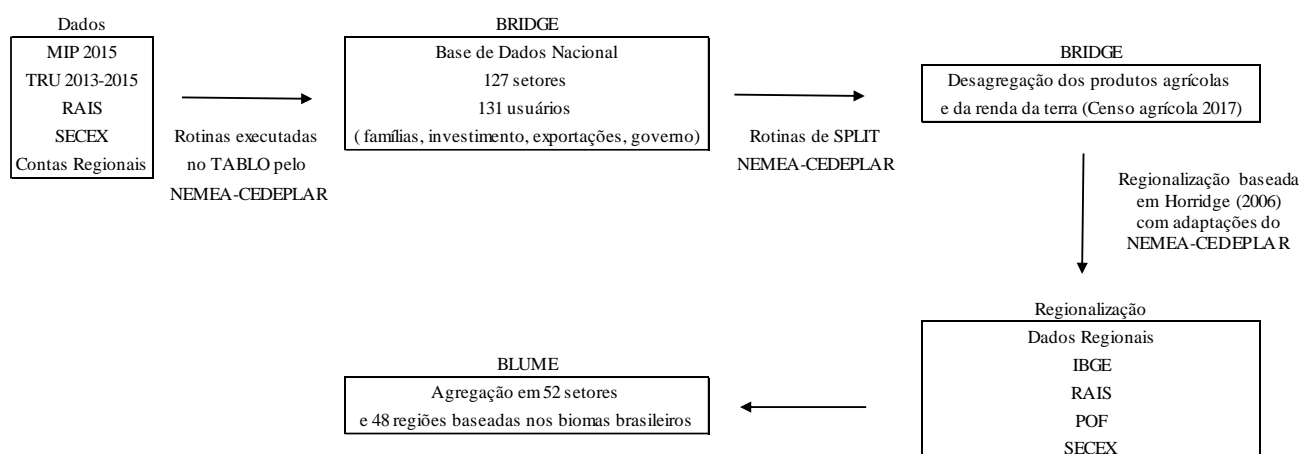 Dados
MIP 2015
TRU 2013-2015
RAIS
SECEX
Contas Regionais
Rotinas executadas
no TABLO pelo
NEMEA-CEDEPLAR
BRIDGE
Base de Dados Nacional
127 setores
131 usuários
( famílias, investimento, exportações, governo)
Rotinas de SPLIT
NEMEA-CEDEPLAR
BRIDGE
Desagregação dos produtos agrícolas
e da renda da terra (Censo agrícola 2017)
Regionalização baseada
em Horridge (2006)
com adaptações do
NEMEA-CEDEPLAR
Regionalização
Dados Regionais
IBGE
RAIS
POF
SECEX
BLUME
Agregação em 52 setores
e 48 regiões baseadas nos biomas brasileiros